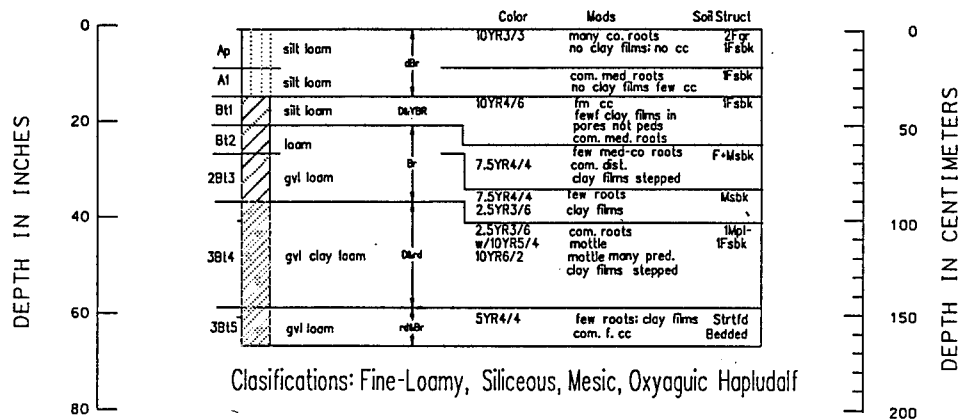 Color Mods Soil Struct
DEPTH IN INCHES
0
20
40
60
80
Ap silt loam dBr 10YR3/3 many co. roots 2Fgr
no clay films; no cc 1Fsbk
A1 silt loam com. med roots 1Fsbk
no clay films few cc
Bt1 silt loam D&YBR 10YR4/6 fm cc 1Fsbk
fewf clay films in
pores not peds
com. med. roots
Bt2 loam Br few med-co roots F+Msbk
7.5YR4/4 com. dist.
clay films stepped
2Bt3 gvl loam 7.5YR4/4 few roots Msbk
2.5YR3/6 clay films
3Bt4 gvl clay loam D&rd 2.5YR3/6 com. roots 1Mpl-
w/10YR5/4 mottle 1Fsbk
10YR6/2 mottle many pred.
clay films stepped
3Bt5 gvl loam rd&Br 5YR4/4 few roots; clay films Strtfd
com. f. cc Bedded
Clasifications: Fine-Loamy, Siliceous, Mesic, Oxyaguic Hapludalf
0
50
100
150
200
DEPTH IN CENTIMETERS